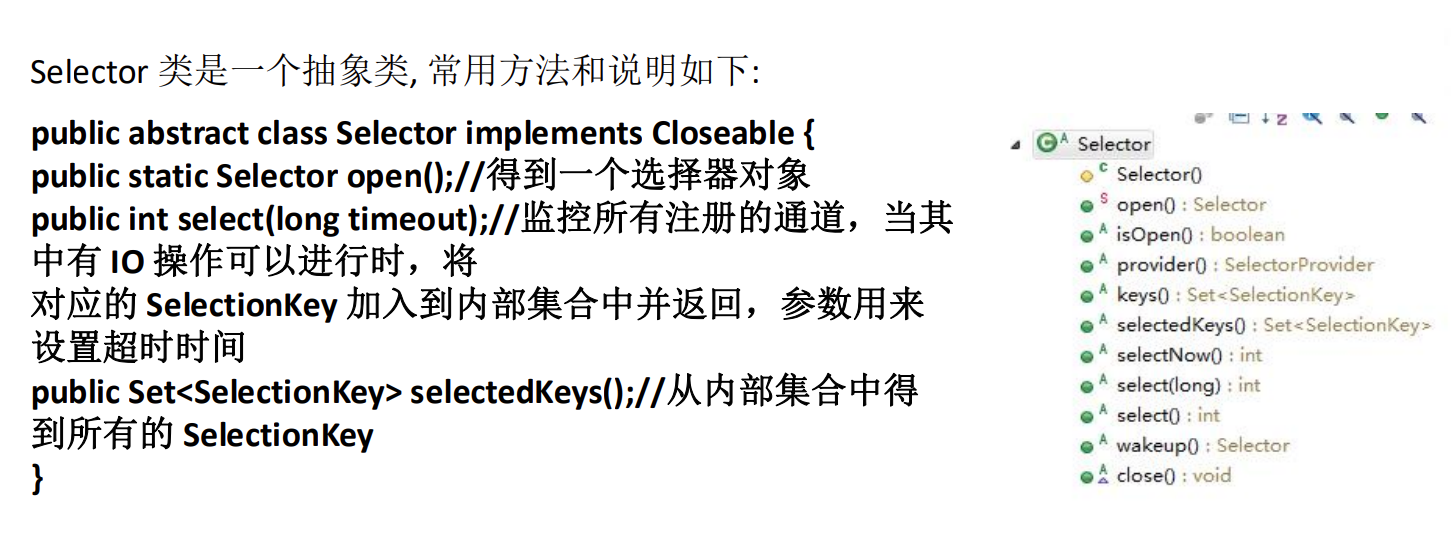 Selector 类是一个抽象类, 常用方法和说明如下:
public abstract class Selector implements Closeable {
public static Selector open();//得到一个选择器对象
public int select(long timeout);//监控所有注册的通道，当其
中有 IO 操作可以进行时，将
对应的 SelectionKey 加入到内部集合中并返回，参数用来
设置超时时间
public Set<SelectionKey> selectedKeys();//从内部集合中得
到所有的 SelectionKey
}
Selector
Selector()
open() : Selector
isOpen() : boolean
provider() : SelectorProvider
keys() : Set<SelectionKey>
selectedKeys() : Set<SelectionKey>
selectNow() : int
select(long) : int
select() : int
wakeup() : Selector
close() : void